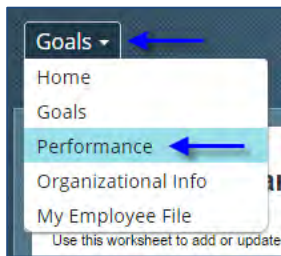 Goals
Home
Goals
Performance
Organizational Info
My Employee File
Use this worksheet to add or update